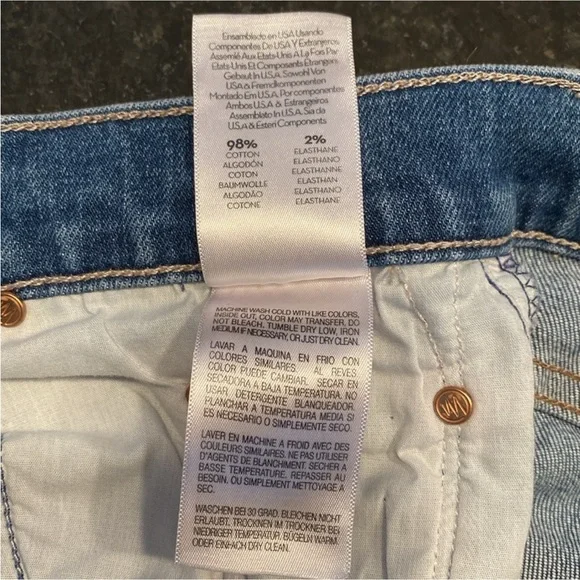 Ensamblado en USA Usando
Componentes De USA Y Extranjeros
Assemlé Aux Etats-Unis A La Fois Par
Etats-Unis Et Composants Étrangers
Gebaut In U.S.A. Sowohl Von
USA & Fremdkomponenten
Montado Em U.S.A. Por componentes
Ambos U.S.A & Estrangeiros
Assemblato In U.S.A. Sia da
U.S.A & Esteri Components
98% 2%
COTTON ELASTHANE
ALGODÓN ELASTHANO
COTON ELASTHANNE
BAUMWOLLE ELASTHAN
ALGODÃO ELASTHANO
COTONE ELASTHANO
MACHINE WASH COLD WITH LIKE COLORS,
INSIDE OUT, COLOR MAY TRANSFER, DO
NOT BLEACH. TUMBLE DRY LOW, IRON
MEDIUM IF NECESSARY, OR JUST DRY CLEAN.
LAVAR A MAQUINA EN FRIO CON
COLORES SIMILARES AL REVES.
COLOR PUEDE CAMBIAR. SECAR EN
SECADORA A BAJA TEMPERATURA. NO
USAR DETERGENTE BLANQUEADOR.
PLANCHAR A TEMPERATURA MEDIA SI
ES NECESARIO O SIMPLEMENTE SECO.
LAVER EN MACHINE A FROID AVEC DES
COULEURS SIMILAIRES. NE PAS UTILISER
D'AGENTS DE BLANCHIMENT. SECHER A
BASSE TEMPERATURE. REPASSER AU
BESOIN, OU SIMPLEMENT METTOYAGE A
SEC.
WASCHEN BEI 30 GRAD. BLEICHEN NICHT
ERLAUBT. TROCKNEN IM TROCKNER BEI
NIEDRIGER TEMPERATUR. BÜGELN WARM
ODER EINFACH DRY CLEAN.